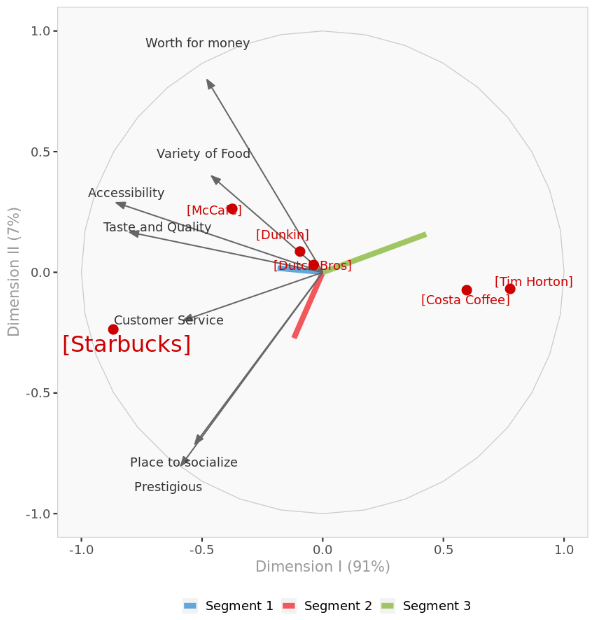 1.0
Worth for money
0.5
Variety of Food
Accessibility
[McCafe]
Taste and Quality
[Dunkin]
[Dutch Bros]
0.0
[Tim Horton]
[Costa Coffee]
Customer Service
[Starbucks]
-0.5
Place to socialize
Prestigious
-1.0
-1.0 -0.5 0.0 0.5 1.0
Dimension I (91%)
Dimension II (7%)
Segment 1 Segment 2 Segment 3